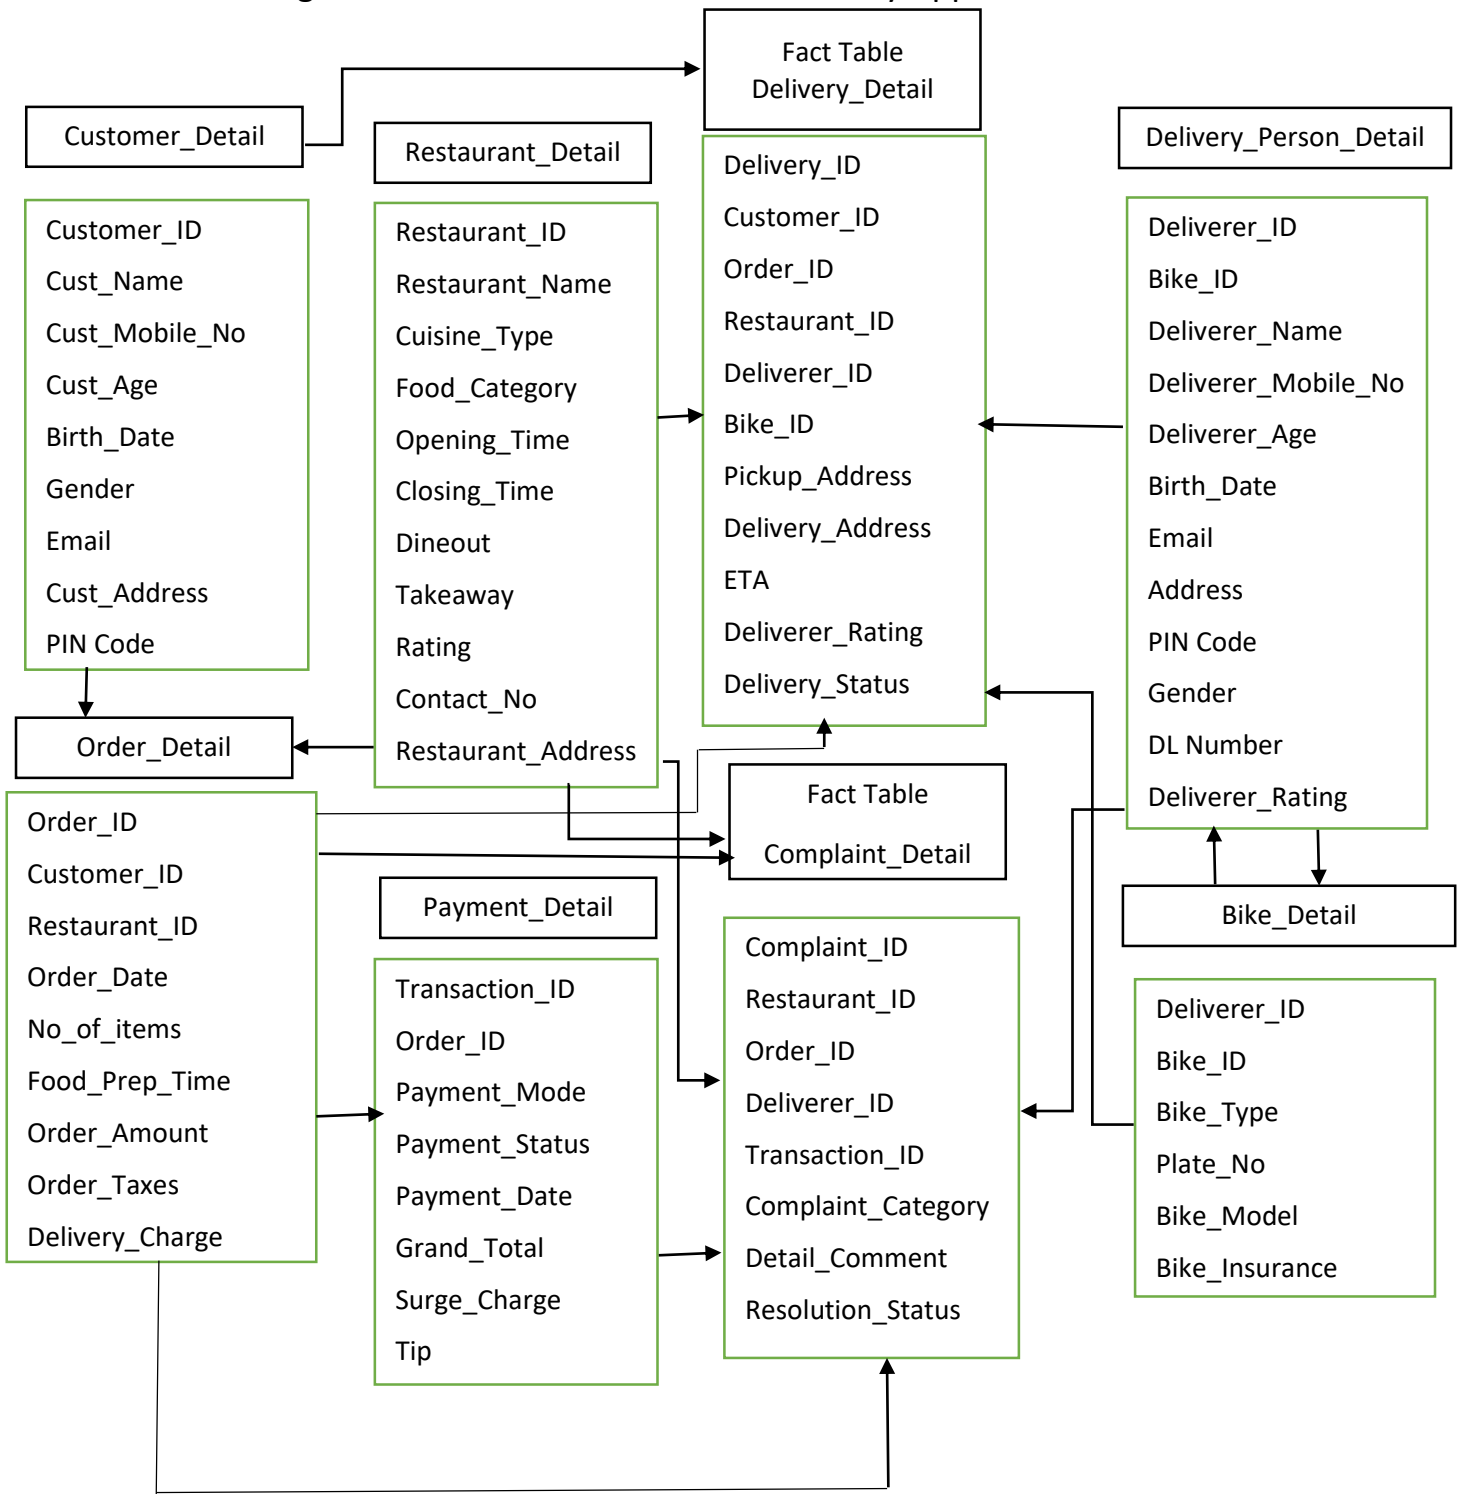 Fact Table
Delivery_Detail
Customer_Detail
Restaurant_Detail
Delivery_Person_Detail
Customer_ID
Cust_Name
Cust_Mobile_No
Cust_Age
Birth_Date
Gender
Email
Cust_Address
PIN Code
Restaurant_ID
Restaurant_Name
Cuisine_Type
Food_Category
Opening_Time
Closing_Time
Dineout
Takeaway
Rating
Contact_No
Restaurant_Address
Delivery_ID
Customer_ID
Order_ID
Restaurant_ID
Deliverer_ID
Bike_ID
Pickup_Address
Delivery_Address
ETA
Deliverer_Rating
Delivery_Status
Deliverer_ID
Bike_ID
Deliverer_Name
Deliverer_Mobile_No
Deliverer_Age
Birth_Date
Email
Address
PIN Code
Gender
DL Number
Deliverer_Rating
Order_Detail
Order_ID
Customer_ID
Restaurant_ID
Order_Date
No_of_items
Food_Prep_Time
Order_Amount
Order_Taxes
Delivery_Charge
Payment_Detail
Transaction_ID
Order_ID
Payment_Mode
Payment_Status
Payment_Date
Grand_Total
Surge_Charge
Tip
Fact Table
Complaint_Detail
Complaint_ID
Restaurant_ID
Order_ID
Deliverer_ID
Transaction_ID
Complaint_Category
Detail_Comment
Resolution_Status
Bike_Detail
Deliverer_ID
Bike_ID
Bike_Type
Plate_No
Bike_Model
Bike_Insurance